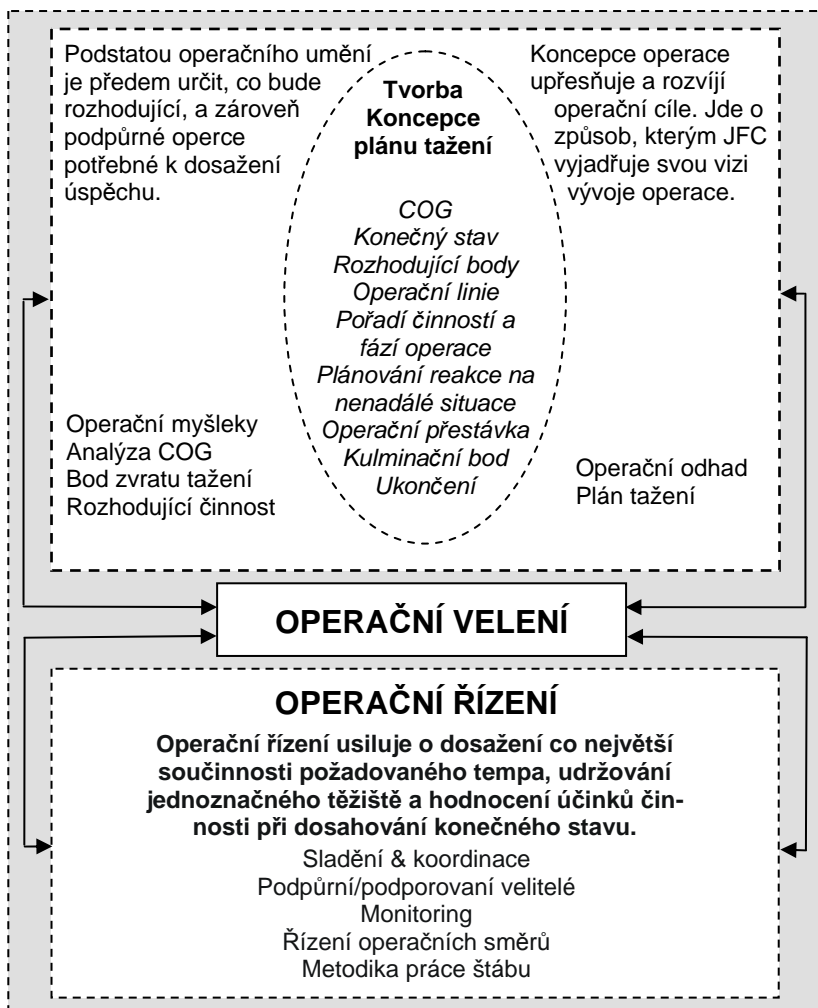 Podstatou operačního umění
je předem určit, co bude
rozhodující, a zároveň
podpůrné operce
potřebné k dosažení
úspěchu.
Tvorba
Koncepce
plánu tažení
COG
Konečný stav
Rozhodující body
Operační linie
Pořadí činností a
fází operace
Plánování reakce na
nenadálé situace
Operační přestávka
Kulminační bod
Ukončení
Koncepce operace
upřesňuje a rozvíjí
operační cíle. Jde o
způsob, kterým JFC
vyjadřuje svou vizi
vývoje operace.
Operační myšleky
Analýza COG
Bod zvratu tažení
Rozhodující činnost
Operační odhad
Plán tažení
OPERAČNÍ VELENÍ
OPERAČNÍ ŘÍZENÍ
Operační řízení usiluje o dosažení co největší
součinnosti požadovaného tempa, udržování
jednoznačného těžiště a hodnocení účinků čin-
nosti při dosahování konečného stavu.
Sladění & koordinace
Podpůrní/podporovaní velitelé
Monitoring
Řízení operačních směrů
Metodika práce štábu